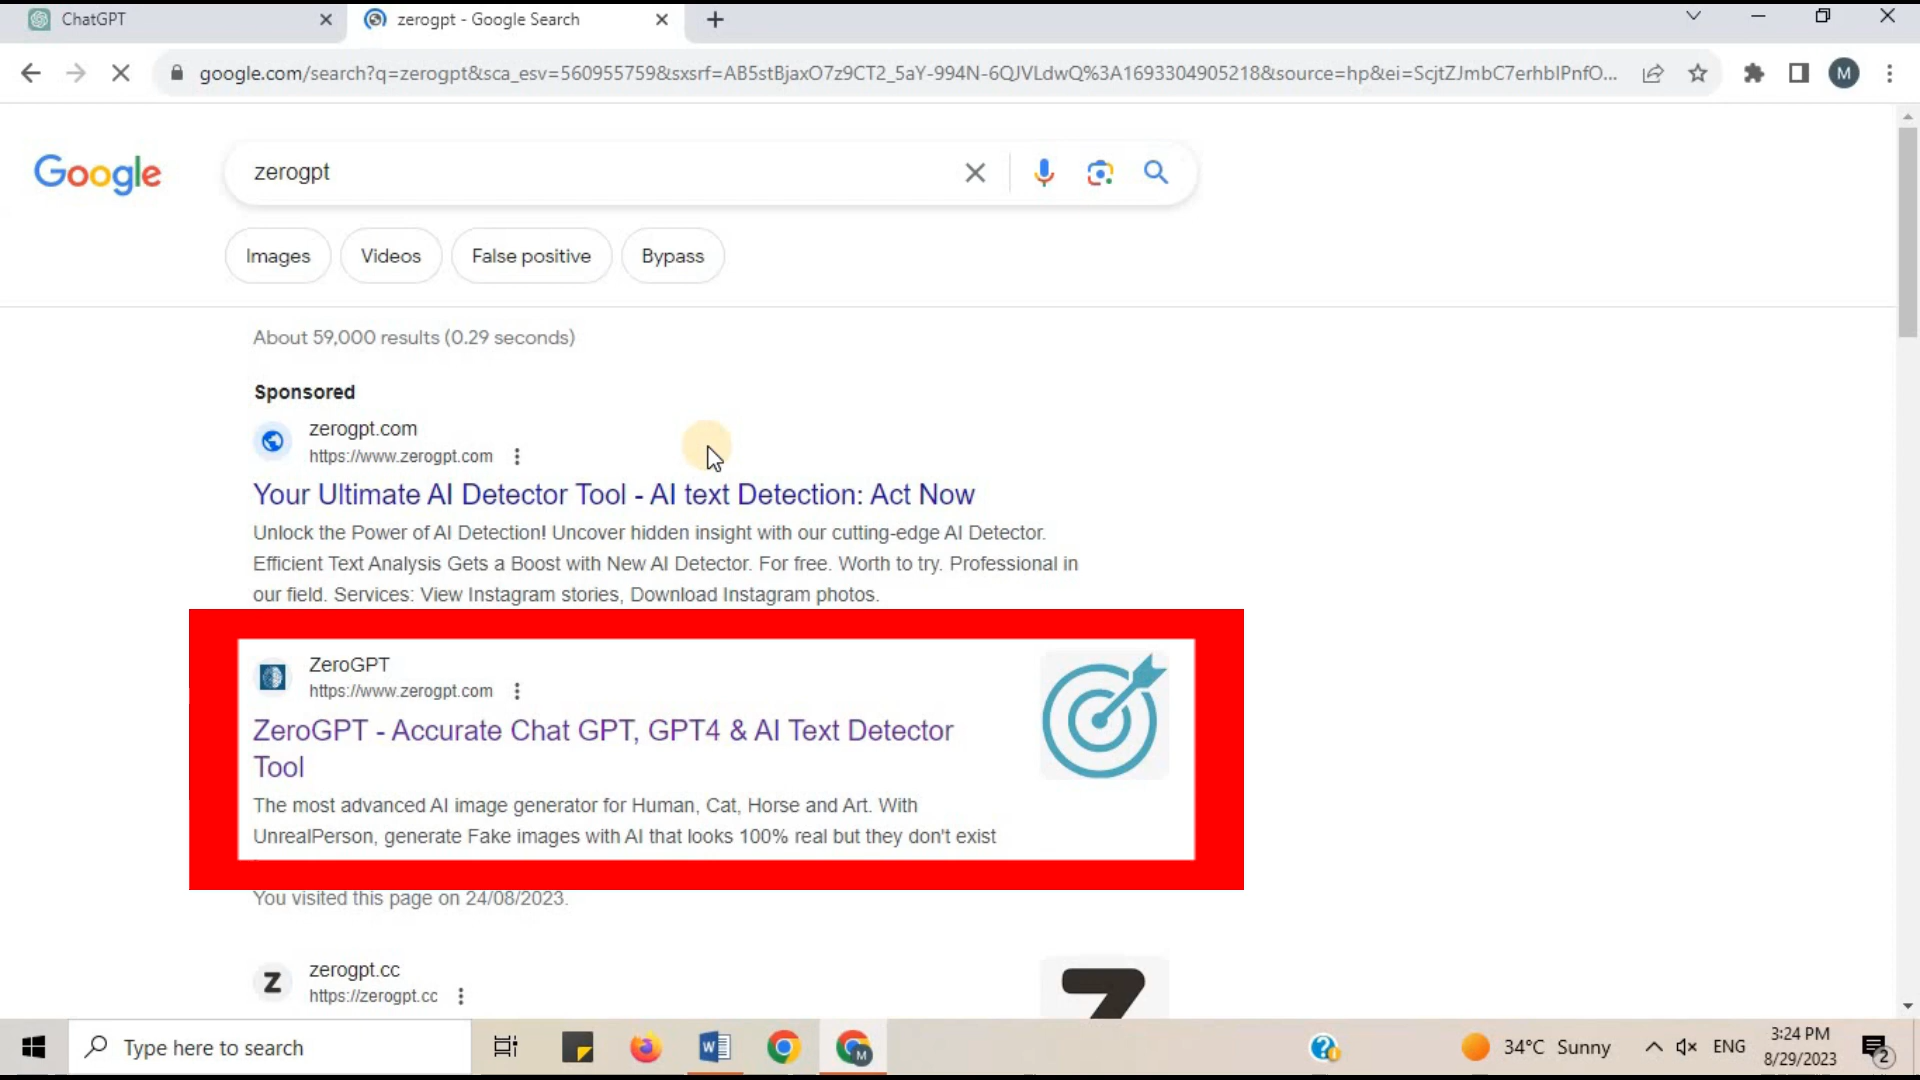 ChatGPT
zerogpt - Google Search
google.com/search?q=zerogpt&sca_esv=560955759&sxsrf=AB5stBjaxO7z9CT2_5aY-994N-6QJVLdwQ%3A1693304905218&source=hp&ei=ScjtZJmbC7erhbIPnfO...
M
Google
zerogpt
Images
Videos
False positive
Bypass
About 59,000 results (0.29 seconds)
Sponsored
zerogpt.com
https://www.zerogpt.com
Your Ultimate AI Detector Tool - AI text Detection: Act Now
Unlock the Power of AI Detection! Uncover hidden insight with our cutting-edge AI Detector.
Efficient Text Analysis Gets a Boost with New AI Detector. For free. Worth to try. Professional in
our field. Services: View Instagram stories, Download Instagram photos.
ZeroGPT
https://www.zerogpt.com
ZeroGPT - Accurate Chat GPT, GPT4 & AI Text Detector
Tool
The most advanced AI image generator for Human, Cat, Horse and Art. With
UnrealPerson, generate Fake images with AI that looks 100% real but they don't exist
You visited this page on 24/08/2023.
Z
zerogpt.cc
https://zerogpt.cc
Type here to search
W
M
34°C Sunny
ENG
3:24 PM
8/29/2023
2